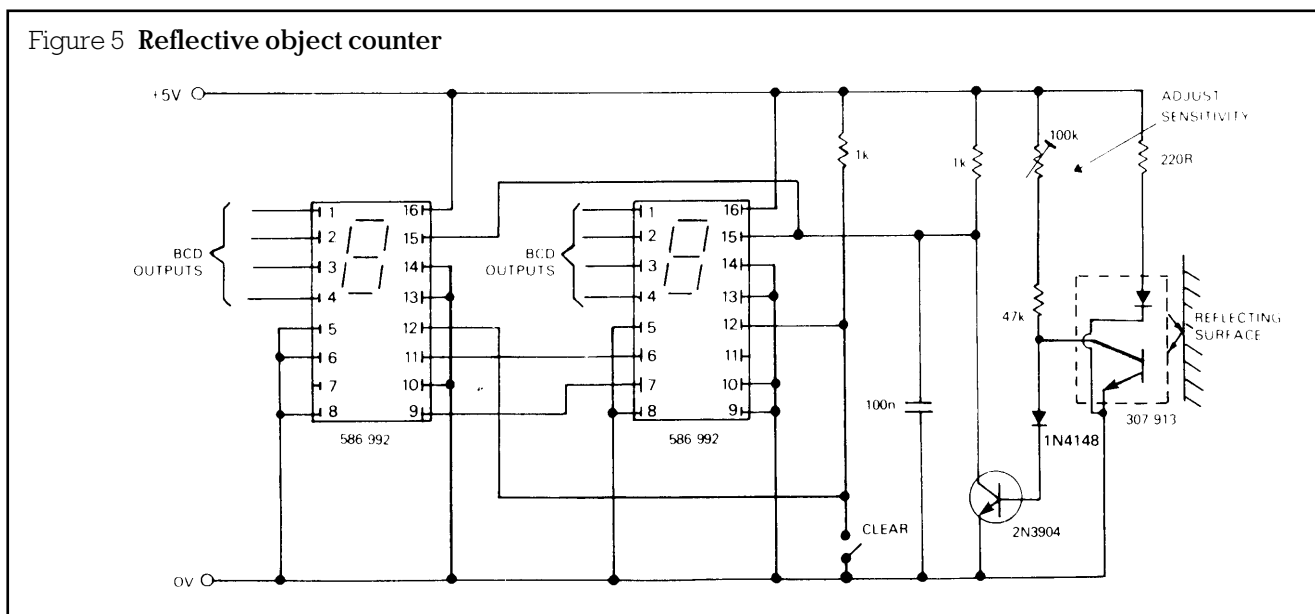 Figure 5 Reflective object counter
+5V
ADJUST
SENSITIVITY
1k
1k
100k
220R
BCD
OUTPUTS
1
2
3
4
5
6
7
8
16
15
14
13
12
11
10
9
586 992
BCD
OUTPUTS
1
2
3
4
5
6
7
8
16
15
14
13
12
11
10
9
586 992
47k
REFLECTING
SURFACE
100n
1N4148
307 913
2N3904
CLEAR
0V